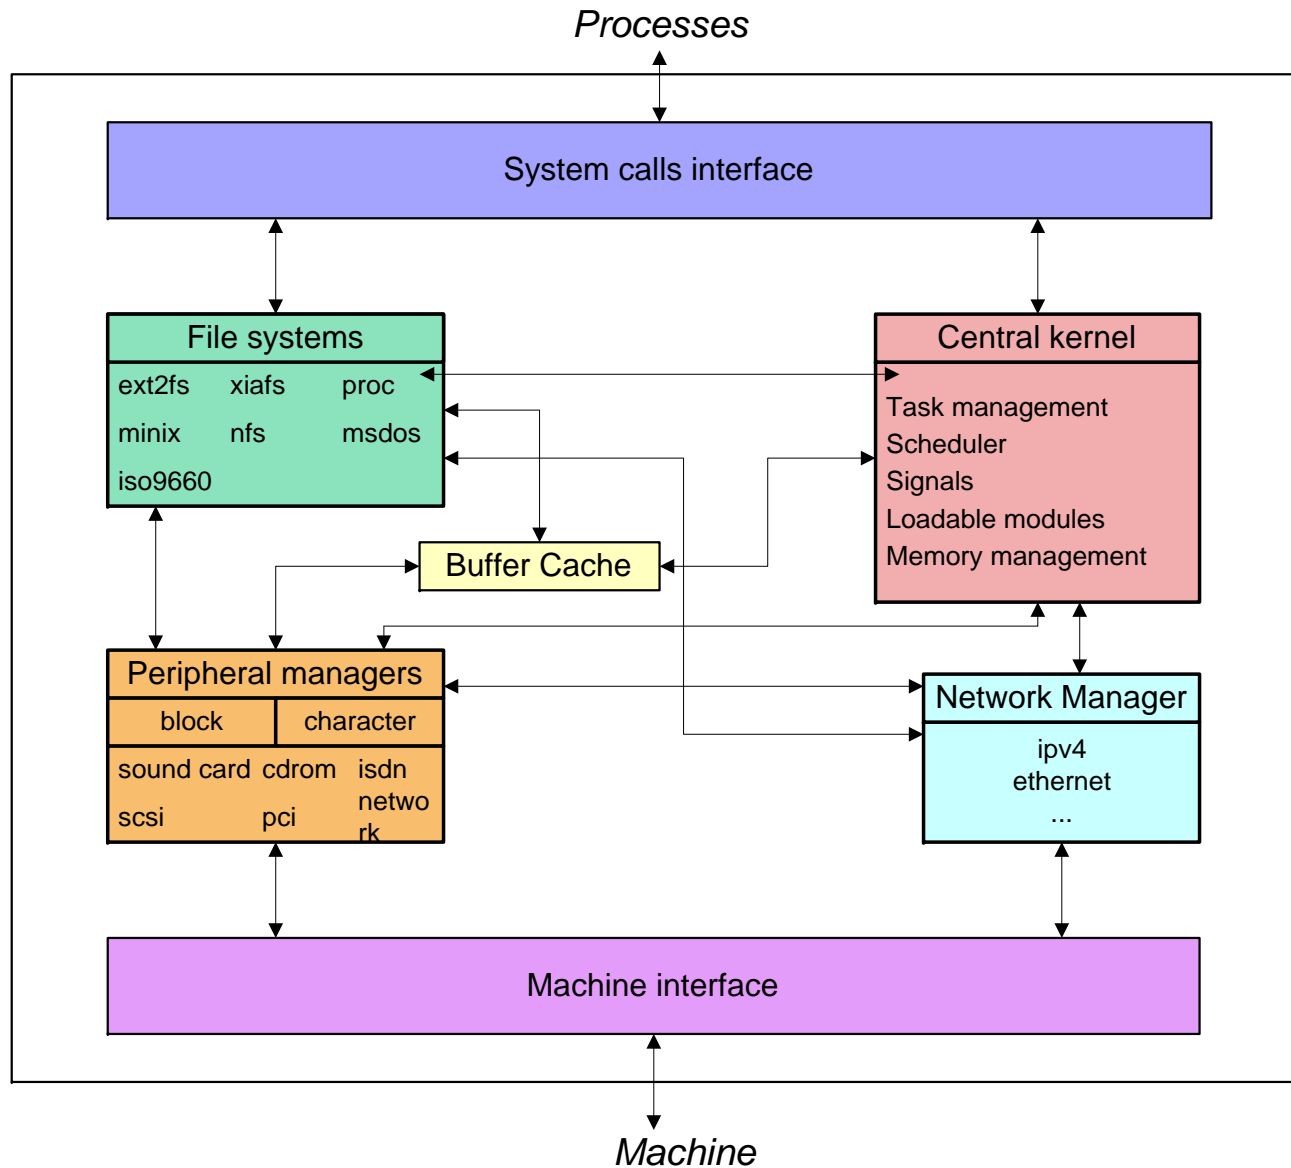 Processes
System calls interface
File systems
ext2fs xiafs proc
minix nfs msdos
iso9660
Central kernel
Task management
Scheduler
Signals
Loadable modules
Memory management
Buffer Cache
Peripheral managers
block character
sound card cdrom isdn
scsi pci netwo
rk
Network Manager
ipv4
ethernet
...
Machine interface
Machine